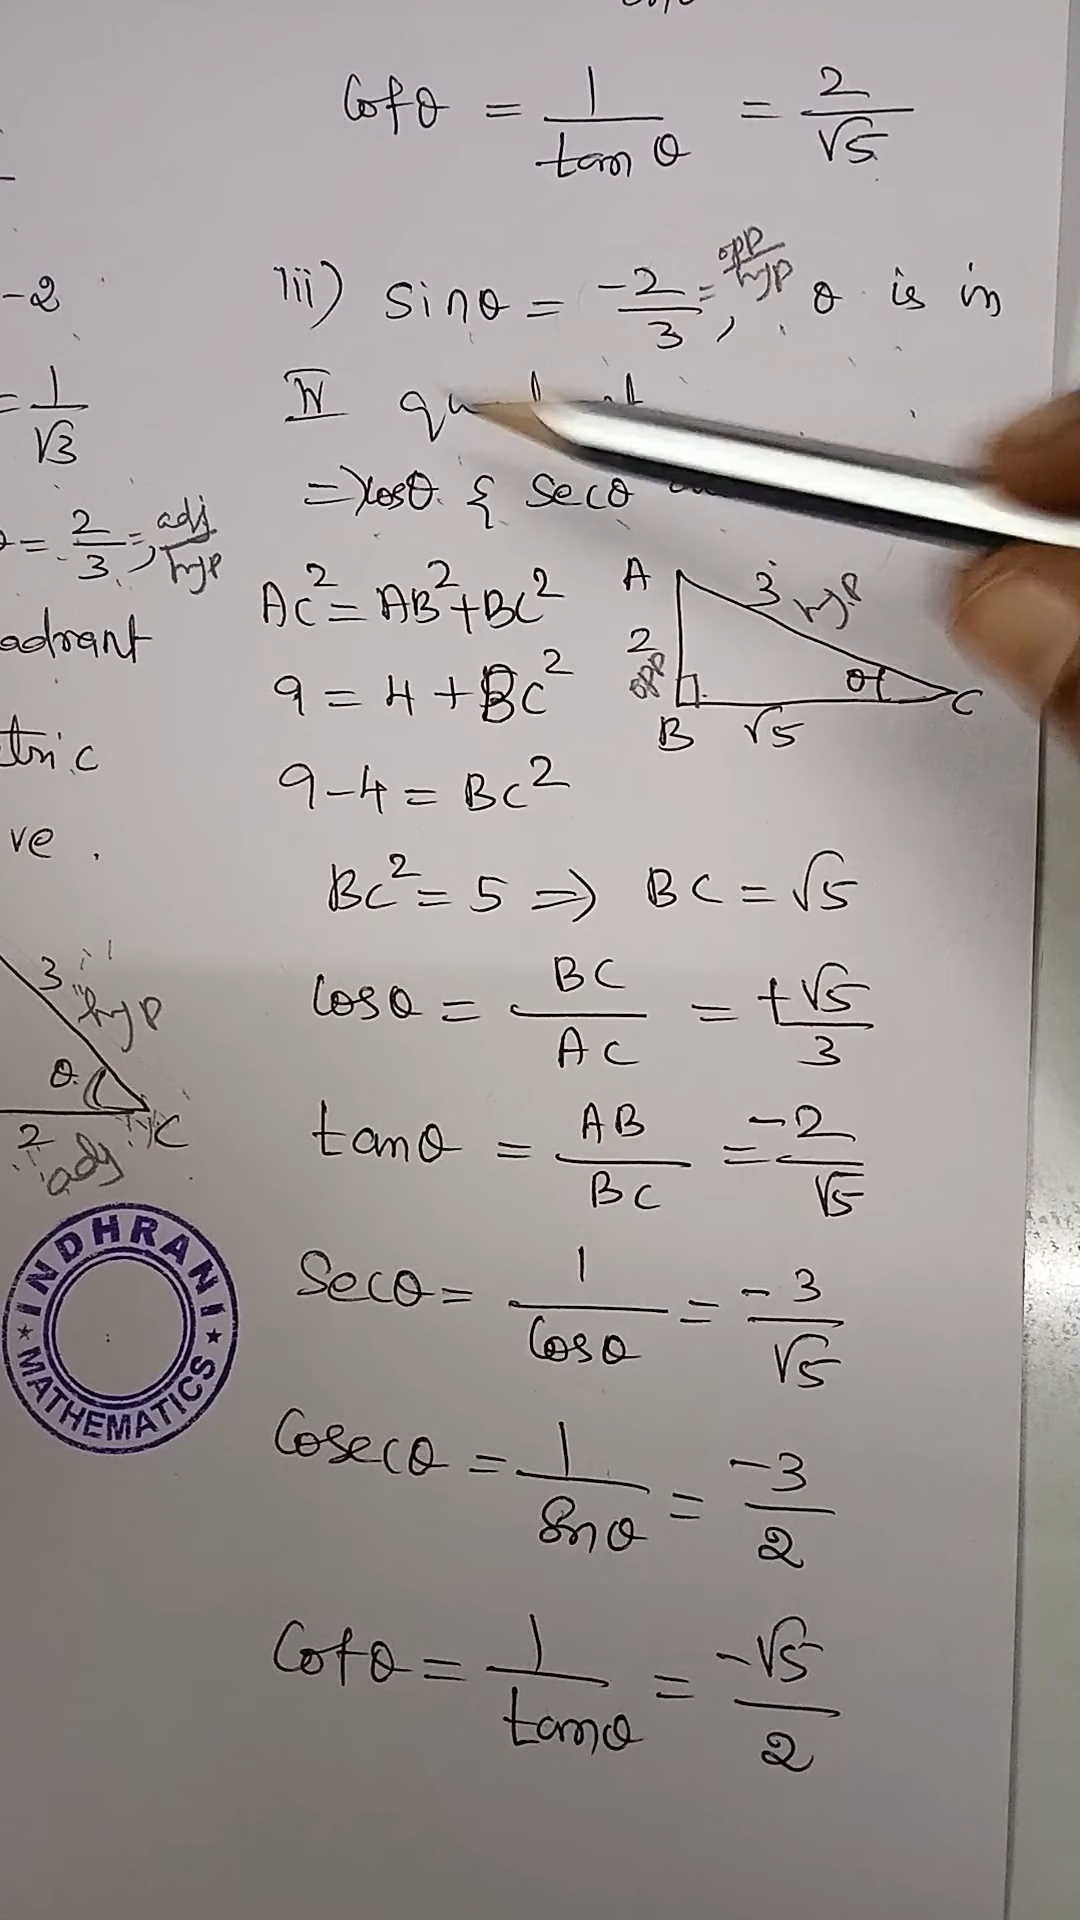 cotθ = 1/tanθ = 2/√5
-2
= 1/√3
= 2/3, = adj/hyp
adrant
tric
ve.
3 hyp
θ
2 C
adj
INDHRANI
★ MATHEMATICS ★
iii) sinθ = -2/3 = opp/hyp, θ is in
IV
=> cosθ & secθ
AC² = AB² + BC²
9 = 4 + BC²
9-4 = BC²
A 3 hyp
2 opp θ C
B √5
BC² = 5 => BC = √5
cosθ = BC/AC = +√5/3
tanθ = AB/BC = -2/√5
Secθ = 1/cosθ = -3/√5
Cosecθ = 1/sinθ = -3/2
Cotθ = 1/tanθ = -√5/2